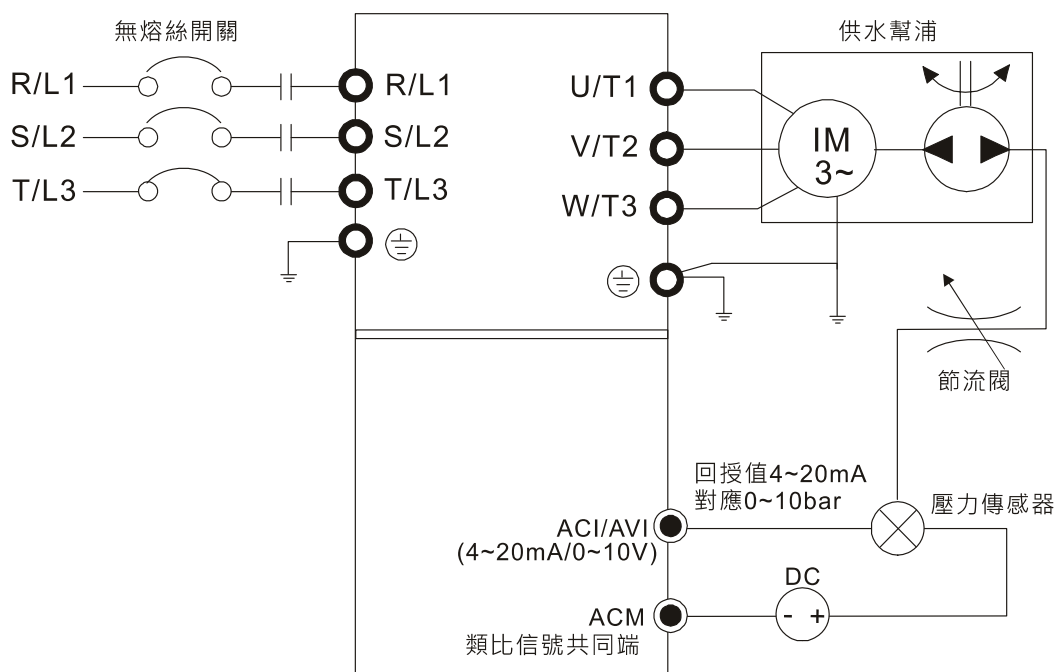 無熔絲開關
供水幫浦
R/L1
R/L1
U/T1
S/L2
S/L2
V/T2
IM
3~
T/L3
T/L3
W/T3
節流閥
回授值4~20mA
對應0~10bar
壓力傳感器
ACI/AVI
(4~20mA/0~10V)
DC
- +
ACM
類比信號共同端